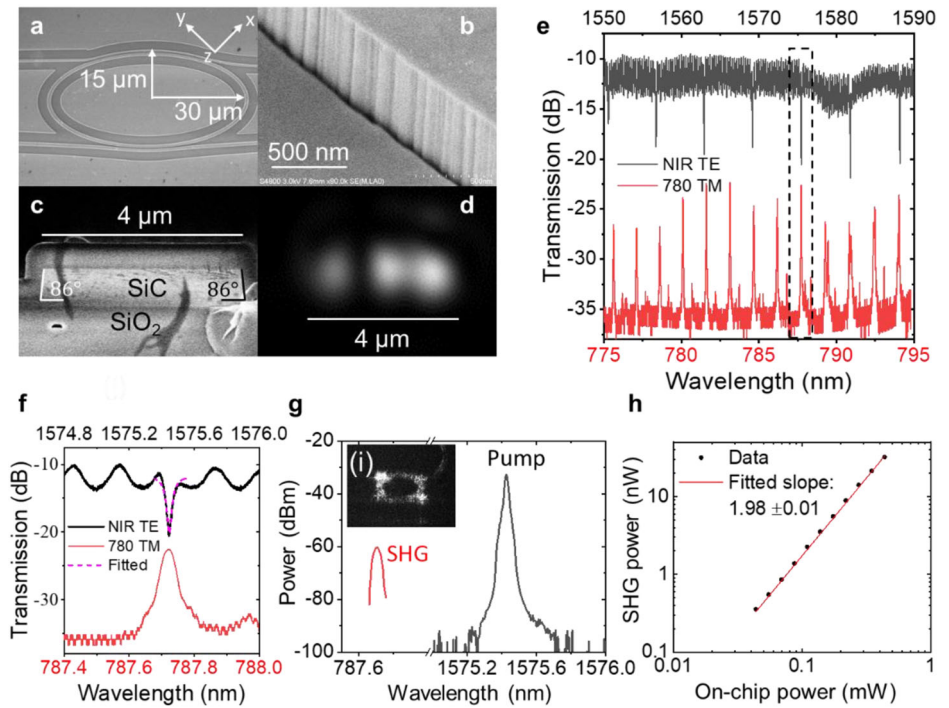 a
y
x
z
15 µm
30 µm
b
500 nm
c
4 µm
86°
SiC
86°
SiO2
d
4 µm
e
1550 1560 1570 1580 1590
Transmission (dB)
-10
-15
-20
-25
-30
-35
NIR TE
780 TM
775 780 785 790 795
Wavelength (nm)
f
1574.8 1575.2 1575.6 1576.0
Transmission (dB)
-10
-20
-30
NIR TE
780 TM
Fitted
787.4 787.6 787.8 788.0
Wavelength (nm)
g
Power (dBm)
-20
-40
-60
-80
-100
(i)
Pump
SHG
787.6 1575.2 1575.6 1576.0
Wavelength (nm)
h
SHG power (nW)
10
1
0.1
Data
Fitted slope:
1.98 ±0.01
0.01 0.1 1
On-chip power (mW)